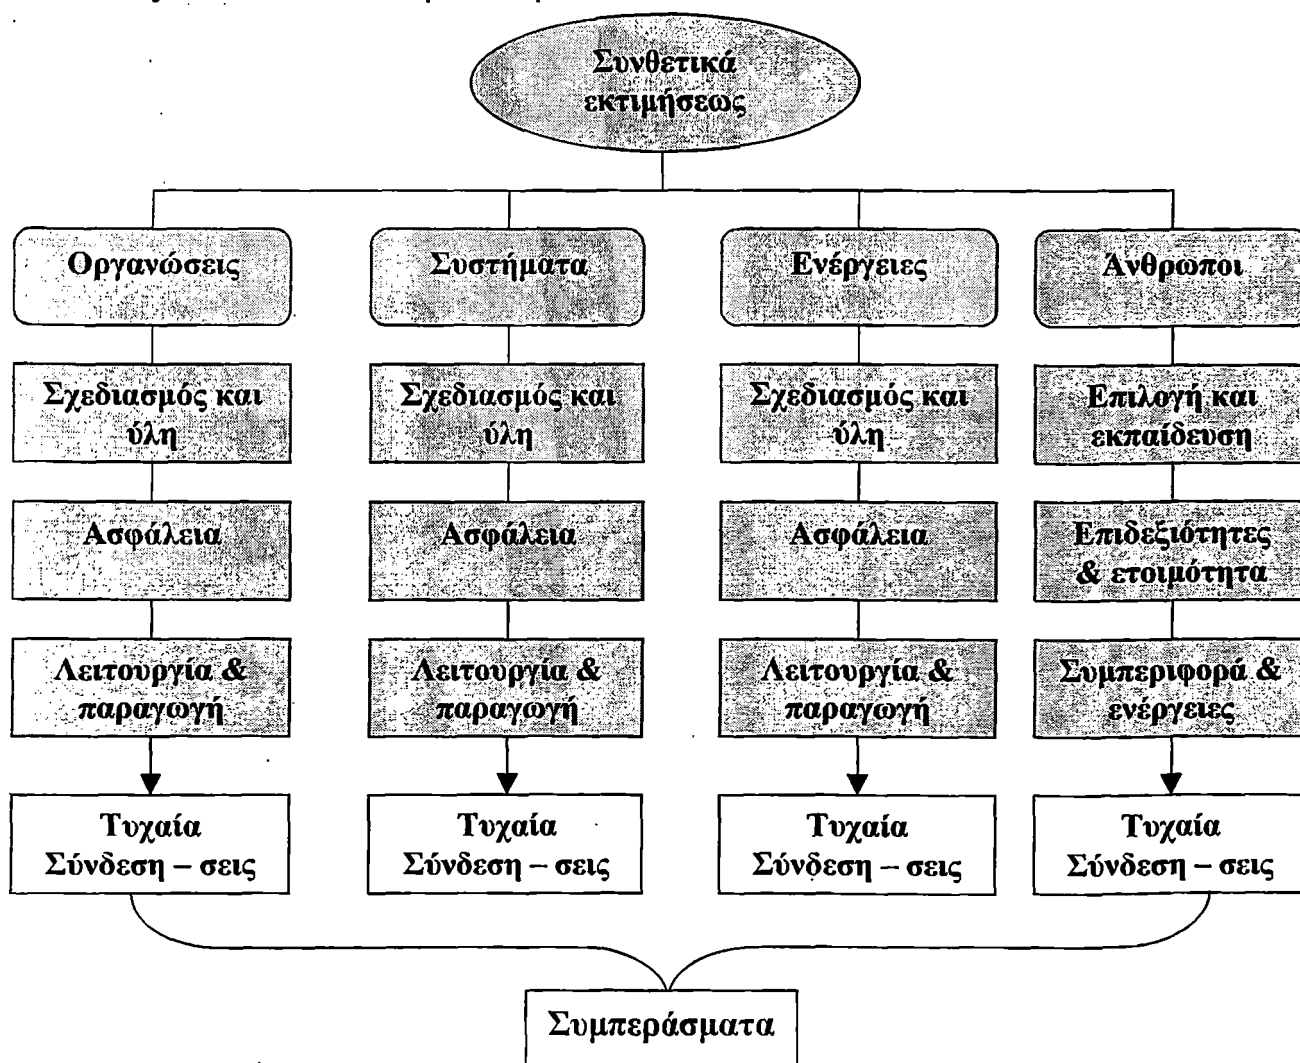 Συνθετικά
εκτιμήσεως
Οργανώσεις
Συστήματα
Ενέργειες
Άνθρωποι
Σχεδιασμός και
ύλη
Σχεδιασμός και
ύλη
Σχεδιασμός και
ύλη
Επιλογή και
εκπαίδευση
Ασφάλεια
Ασφάλεια
Ασφάλεια
Επιδεξιότητες
& ετοιμότητα
Λειτουργία &
παραγωγή
Λειτουργία &
παραγωγή
Λειτουργία &
παραγωγή
Συμπεριφορά &
ενέργειες
Τυχαία
Σύνδεση – σεις
Τυχαία
Σύνδεση – σεις
Τυχαία
Σύνδεση – σεις
Τυχαία
Σύνδεση – σεις
Συμπεράσματα